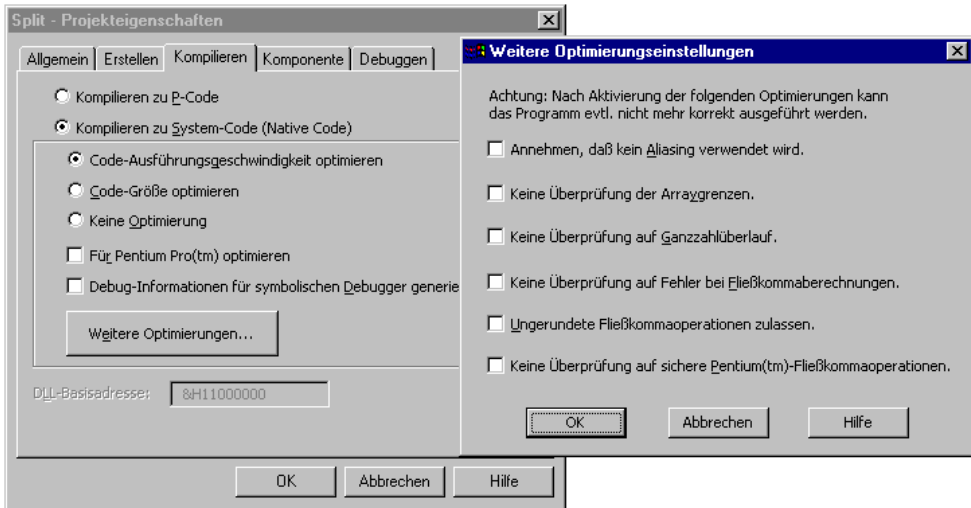 Split - Projekteigenschaften
Allgemein Erstellen Kompilieren Komponente Debuggen
Kompilieren zu P-Code
Kompilieren zu System-Code (Native Code)
Code-Ausführungsgeschwindigkeit optimieren
Code-Größe optimieren
Keine Optimierung
Für Pentium Pro(tm) optimieren
Debug-Informationen für symbolischen Debugger generie
Weitere Optimierungen...
DLL-Basisadresse: &H11000000
OK Abbrechen Hilfe
Weitere Optimierungseinstellungen
Achtung: Nach Aktivierung der folgenden Optimierungen kann
das Programm evtl. nicht mehr korrekt ausgeführt werden.
Annehmen, daß kein Aliasing verwendet wird.
Keine Überprüfung der Arraygrenzen.
Keine Überprüfung auf Ganzzahlüberlauf.
Keine Überprüfung auf Fehler bei Fließkommaberechnungen.
Ungerundete Fließkommaoperationen zulassen.
Keine Überprüfung auf sichere Pentium(tm)-Fließkommaoperationen.
OK Abbrechen Hilfe